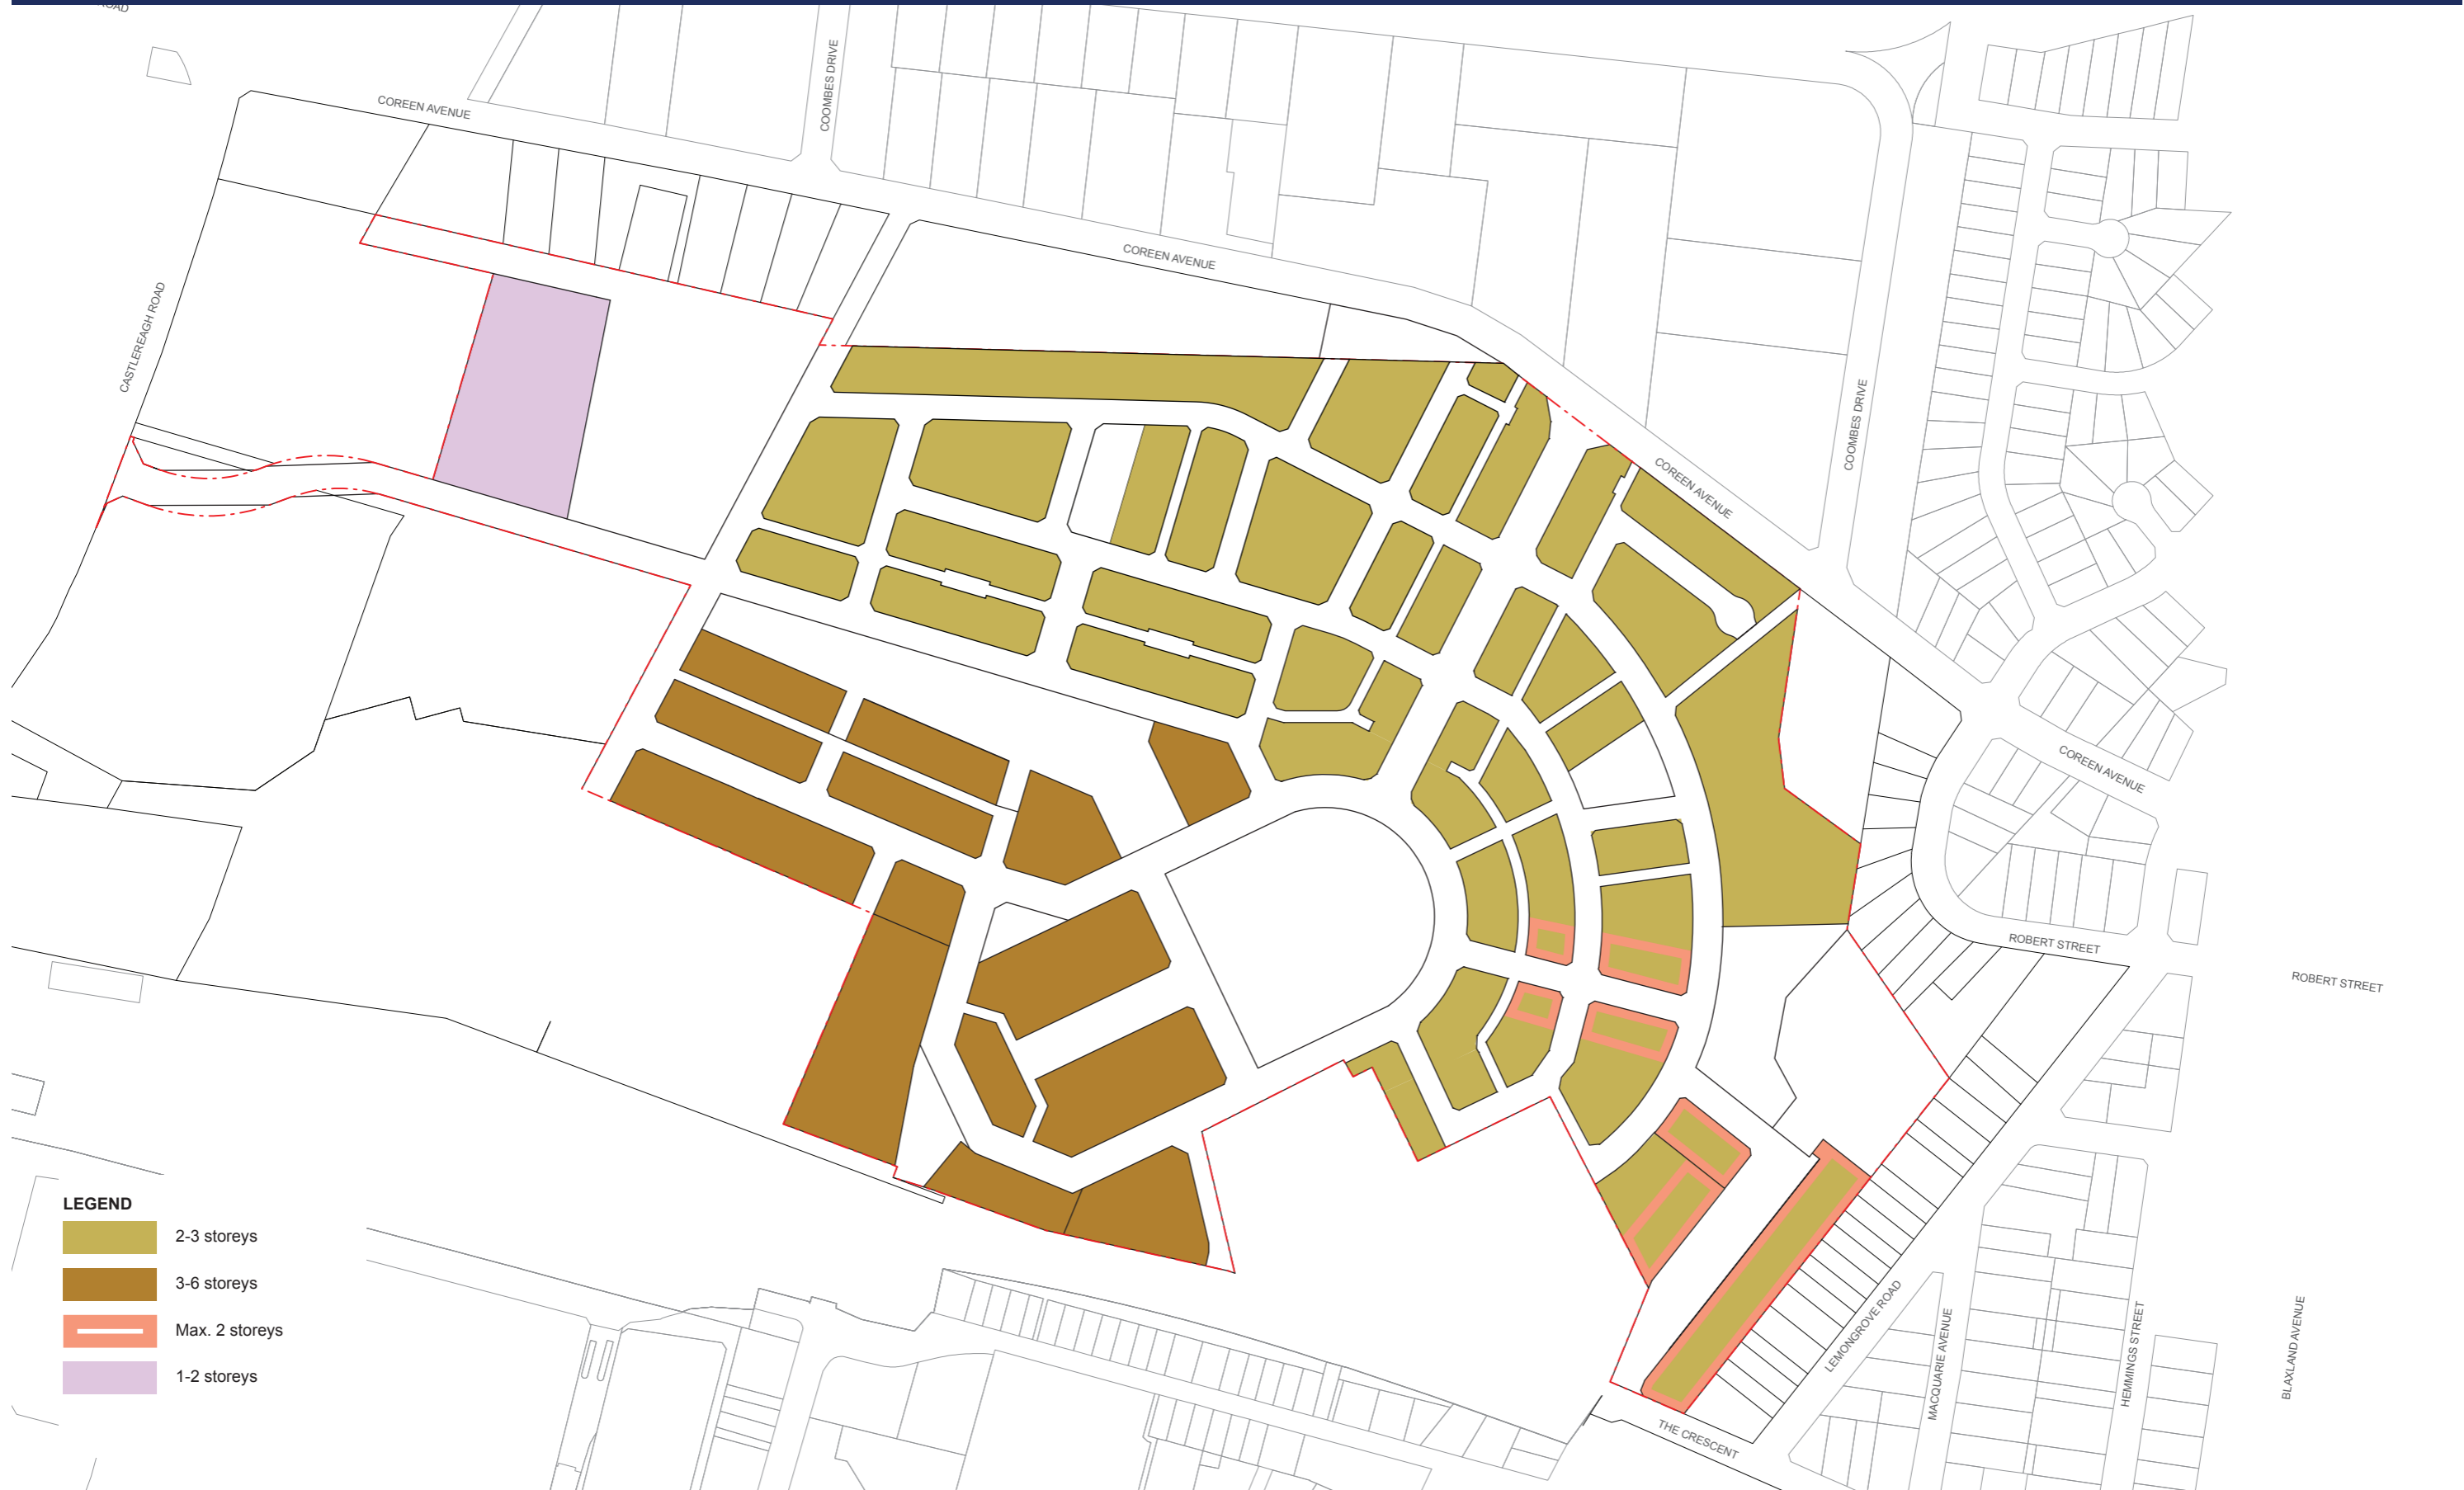 COREEN AVENUE
COOMBES DRIVE
COREEN AVENUE
CASTLEREAGH ROAD
COOMBES DRIVE
COREEN AVENUE
COREEN AVENUE
ROBERT STREET
ROBERT STREET
LEMONGROVE ROAD
MACQUARIE AVENUE
HEMMINGS STREET
BLAXLAND AVENUE
THE CRESCENT
LEGEND
2-3 storeys
3-6 storeys
Max. 2 storeys
1-2 storeys